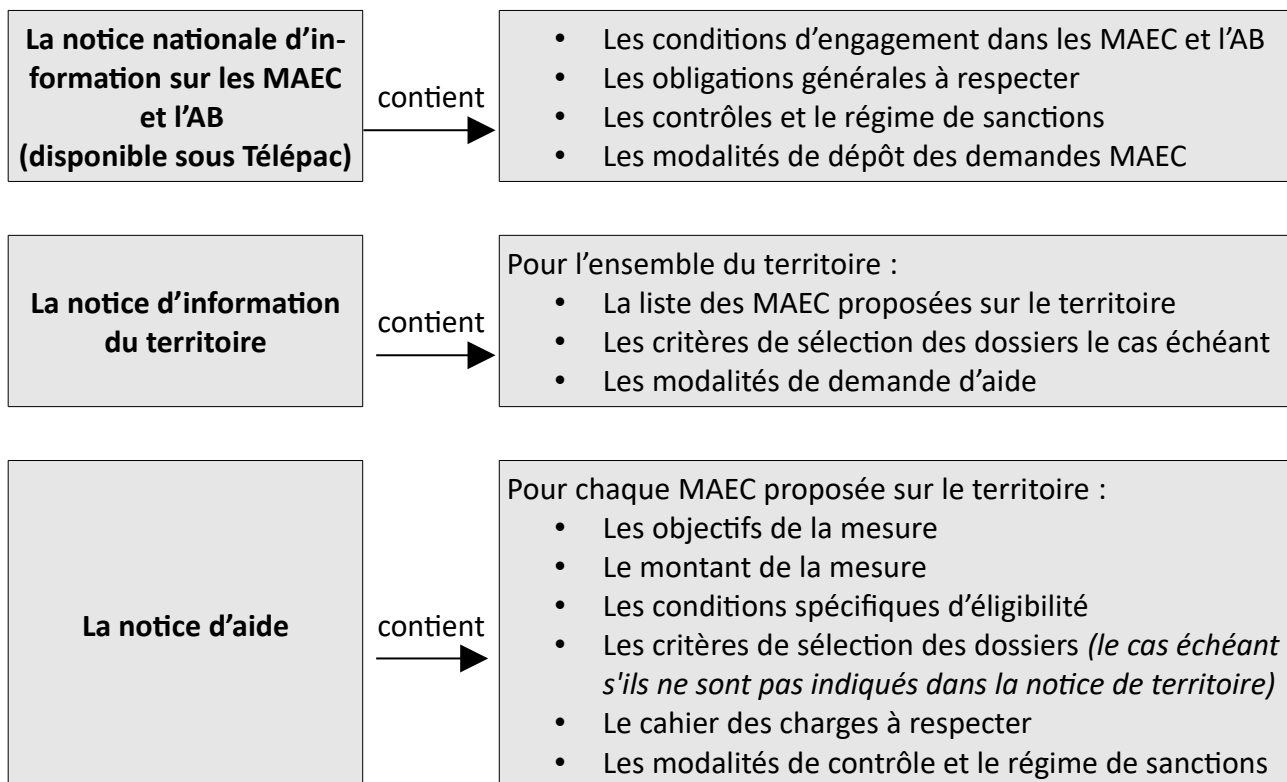 La notice nationale d’in-
formation sur les MAEC
et l’AB
(disponible sous Télépac)
contient
• Les conditions d’engagement dans les MAEC et l’AB
• Les obligations générales à respecter
• Les contrôles et le régime de sanctions
• Les modalités de dépôt des demandes MAEC
La notice d’information
du territoire
contient
Pour l’ensemble du territoire :
• La liste des MAEC proposées sur le territoire
• Les critères de sélection des dossiers le cas échéant
• Les modalités de demande d’aide
La notice d’aide
contient
Pour chaque MAEC proposée sur le territoire :
• Les objectifs de la mesure
• Le montant de la mesure
• Les conditions spécifiques d’éligibilité
• Les critères de sélection des dossiers (le cas échéant
s'ils ne sont pas indiqués dans la notice de territoire)
• Le cahier des charges à respecter
• Les modalités de contrôle et le régime de sanctions